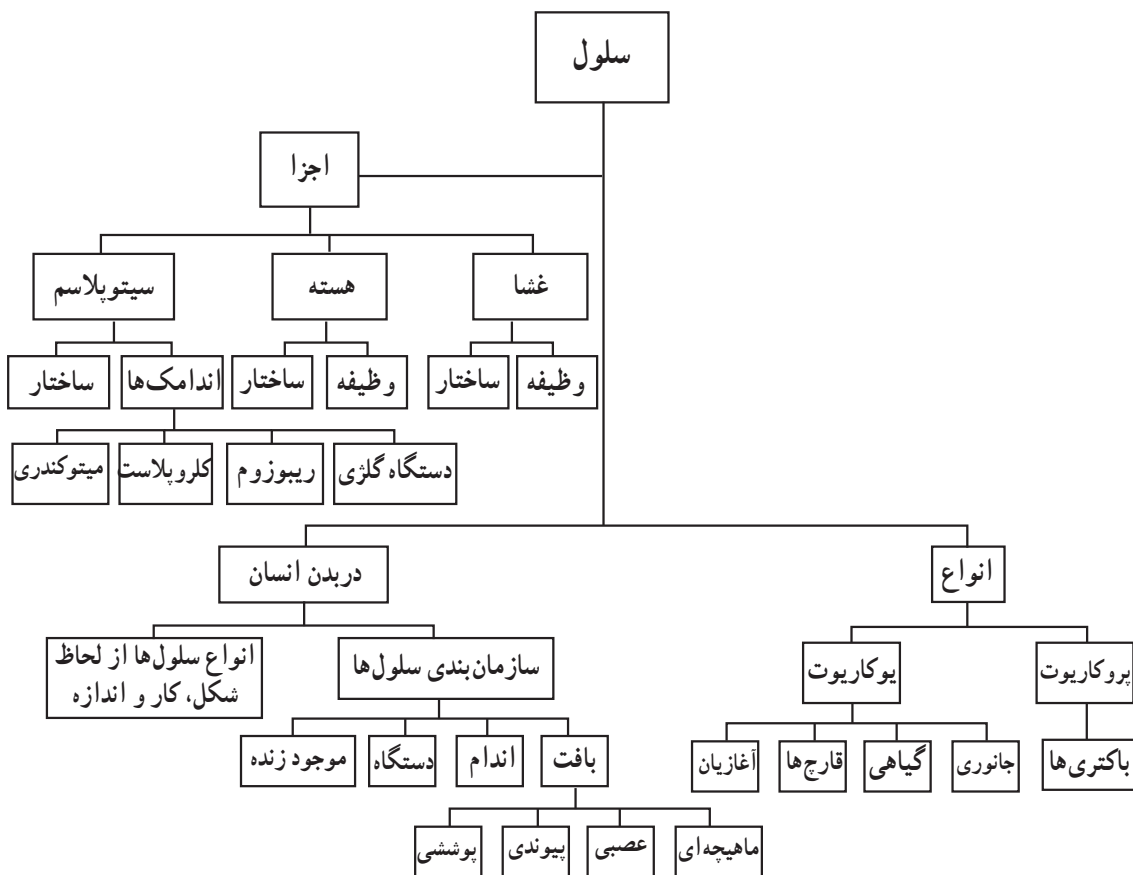 سلول
اجزا
غشا
هسته
سیتوپلاسم
وظیفه
ساختار
وظیفه
ساختار
اندامک‌ها
ساختار
دستگاه گلژی
ریبوزوم
کلروپلاست
میتوکندری
انواع
دربدن انسان
پروکاریوت
یوکاریوت
سازمان‌بندی سلول‌ها
انواع سلول‌ها از لحاظ
شکل، کار و اندازه
باکتری‌ها
جانوری
گیاهی
قارچ‌ها
آغازیان
بافت
اندام
دستگاه
موجود زنده
ماهیچه‌ای
عصبی
پیوندی
پوششی